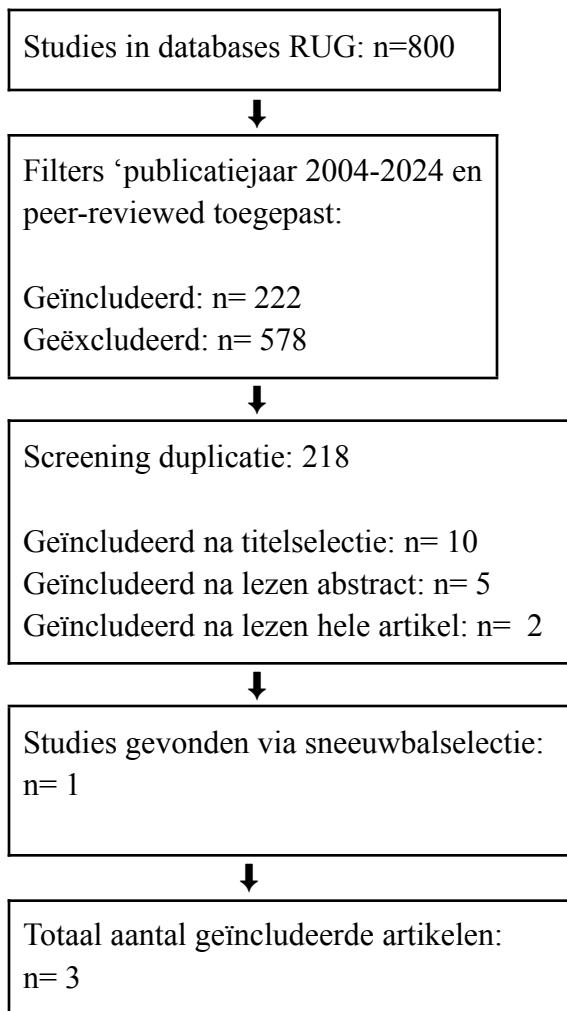 Studies in databases RUG: n=800
Filters ‘publicatiejaar 2004-2024 en
peer-reviewed toegepast:
Geïncludeerd: n= 222
Geëxcludeerd: n= 578
Screening duplicatie: 218
Geïncludeerd na titelselectie: n= 10
Geïncludeerd na lezen abstract: n= 5
Geïncludeerd na lezen hele artikel: n= 2
Studies gevonden via sneeuwbalselectie:
n= 1
Totaal aantal geïncludeerde artikelen:
n= 3